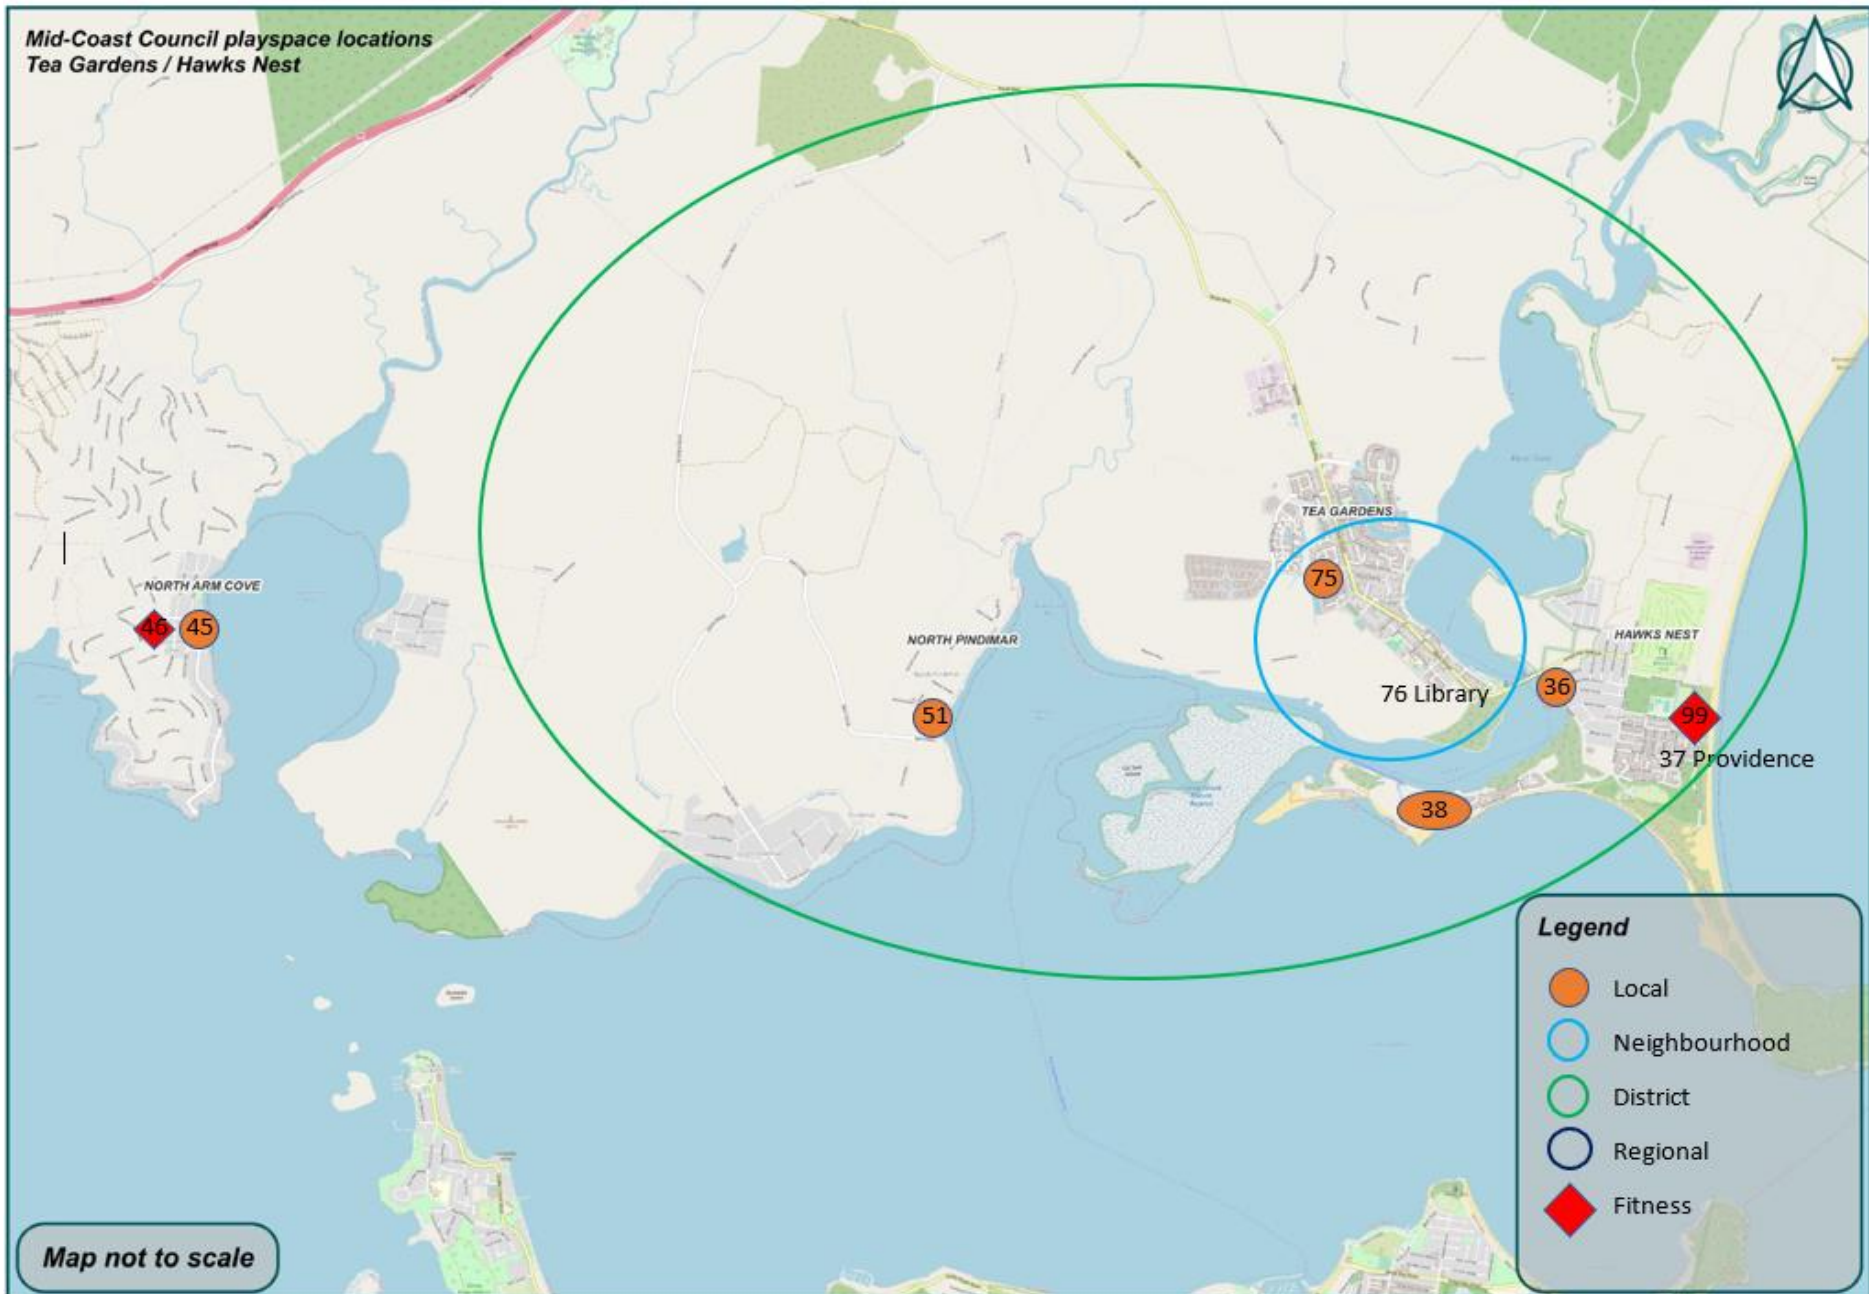 Mid-Coast Council playspace locations
Tea Gardens / Hawks Nest
TEA GARDENS
75
NORTH ARM COVE
46
45
NORTH PINDIMAR
HAWKS NEST
51
76 Library
36
99
37 Providence
38
Legend
Local
Neighbourhood
District
Regional
Fitness
Map not to scale